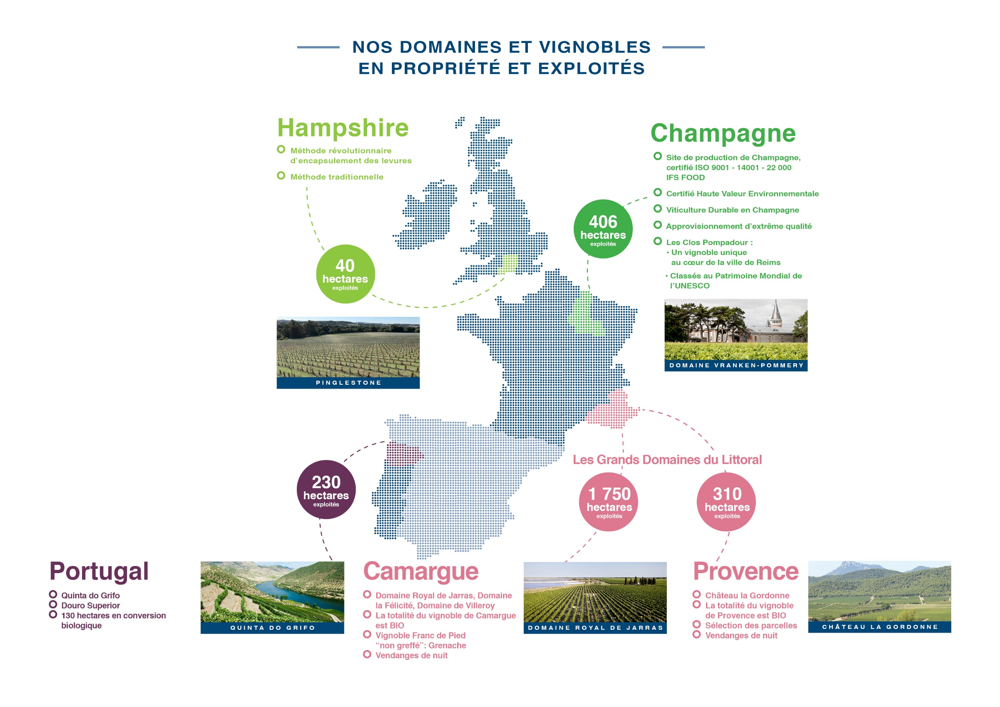 NOS DOMAINES ET VIGNOBLES
EN PROPRIÉTÉ ET EXPLOITÉS
Hampshire
Méthode révolutionnaire
d’encapsulement des levures
Méthode traditionnelle
40
hectares
exploités
PINGLESTONE
Champagne
Site de production de Champagne,
certifié ISO 9001 - 14001 - 22 000
IFS FOOD
Certifié Haute Valeur Environnementale
Viticulture Durable en Champagne
Approvisionnement d’extrême qualité
Les Clos Pompadour :
• Un vignoble unique
au cœur de la ville de Reims
• Classés au Patrimoine Mondial de
l’UNESCO
406
hectares
exploités
DOMAINE VRANKEN-POMMERY
Les Grands Domaines du Littoral
230
hectares
exploités
1 750
hectares
exploités
310
hectares
exploités
Portugal
Quinta do Grifo
Douro Superior
130 hectares en conversion
biologique
QUINTA DO GRIFO
Camargue
Domaine Royal de Jarras, Domaine
la Félicité, Domaine de Villeroy
La totalité du vignoble de Camargue
est BIO
Vignoble Franc de Pied
“non greffé”: Grenache
Vendanges de nuit
DOMAINE ROYAL DE JARRAS
Provence
Château la Gordonne
La totalité du vignoble
de Provence est BIO
Sélection des parcelles
Vendanges de nuit
CHÂTEAU LA GORDONNE